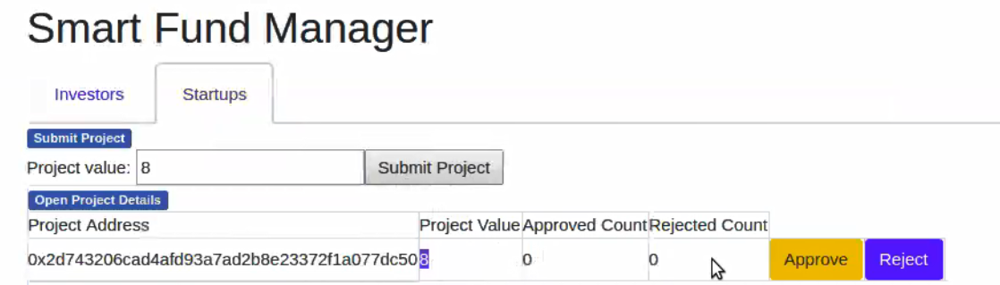 Smart Fund Manager
Investors Startups
Submit Project
Project value: 8 Submit Project
Open Project Details
Project Address Project Value Approved Count Rejected Count
0x2d743206cad4afd93a7ad2b8e23372f1a077dc50 8 0 0 Approve Reject